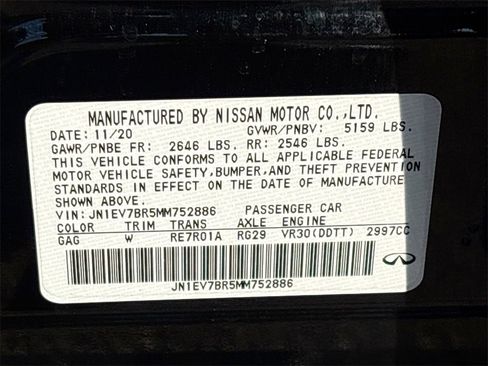 MANUFACTURED BY NISSAN MOTOR CO.,LTD.
DATE: 11/20 GVWR/PNBV: 5159 LBS.
GAWR/PNBE FR: 2646 LBS. RR: 2546 LBS.
THIS VEHICLE CONFORMS TO ALL APPLICABLE FEDERAL
MOTOR VEHICLE SAFETY,BUMPER,AND THEFT PREVENTION
STANDARDS IN EFFECT ON THE DATE OF MANUFACTURE
SHOWN ABOVE.
VIN: JN1EV7BR5MM752886 PASSENGER CAR
COLOR TRIM TRANS AXLE ENGINE
GAG W RE7R01A RG29 VR30(DDTT) 2997CC
JN1EV7BR5MM752886